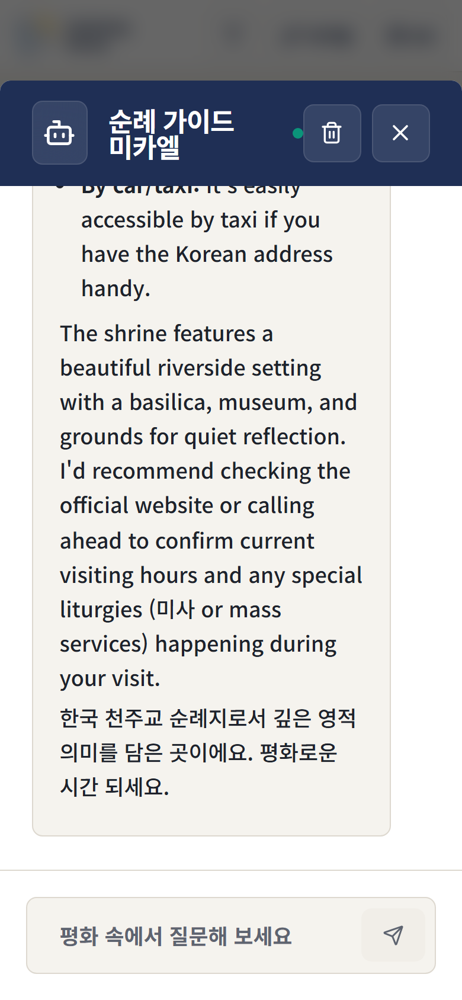 순례 가이드
미카엘
By car/taxi: It's easily
accessible by taxi if you
have the Korean address
handy.
The shrine features a
beautiful riverside setting
with a basilica, museum, and
grounds for quiet reflection.
I'd recommend checking the
official website or calling
ahead to confirm current
visiting hours and any special
liturgies (미사 or mass
services) happening during
your visit.
한국 천주교 순례지로서 깊은 영적
의미를 담은 곳이에요. 평화로운
시간 되세요.
평화 속에서 질문해 보세요